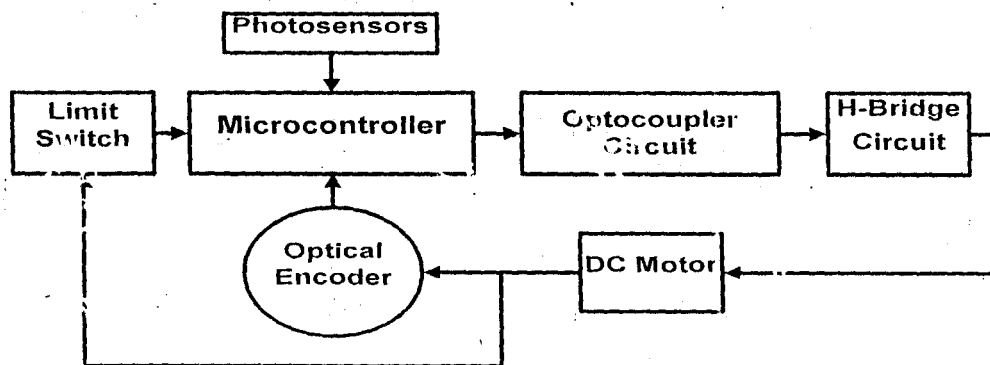 Photosensors
Limit
Switch
Microcontroller
Optocoupler
Circuit
H-Bridge
Circuit
Optical
Encoder
DC Motor